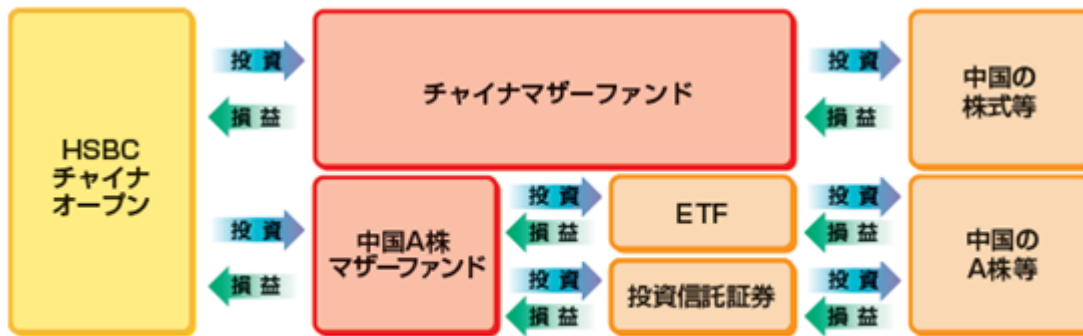 HSBC
チャイナ
オープン
投資
損益
チャイナマザーファンド
投資
損益
中国の
株式等
投資
損益
中国A株
マザーファンド
投資
損益
ETF
投資
損益
投資
損益
投資信託証券
投資
損益
中国の
A株等